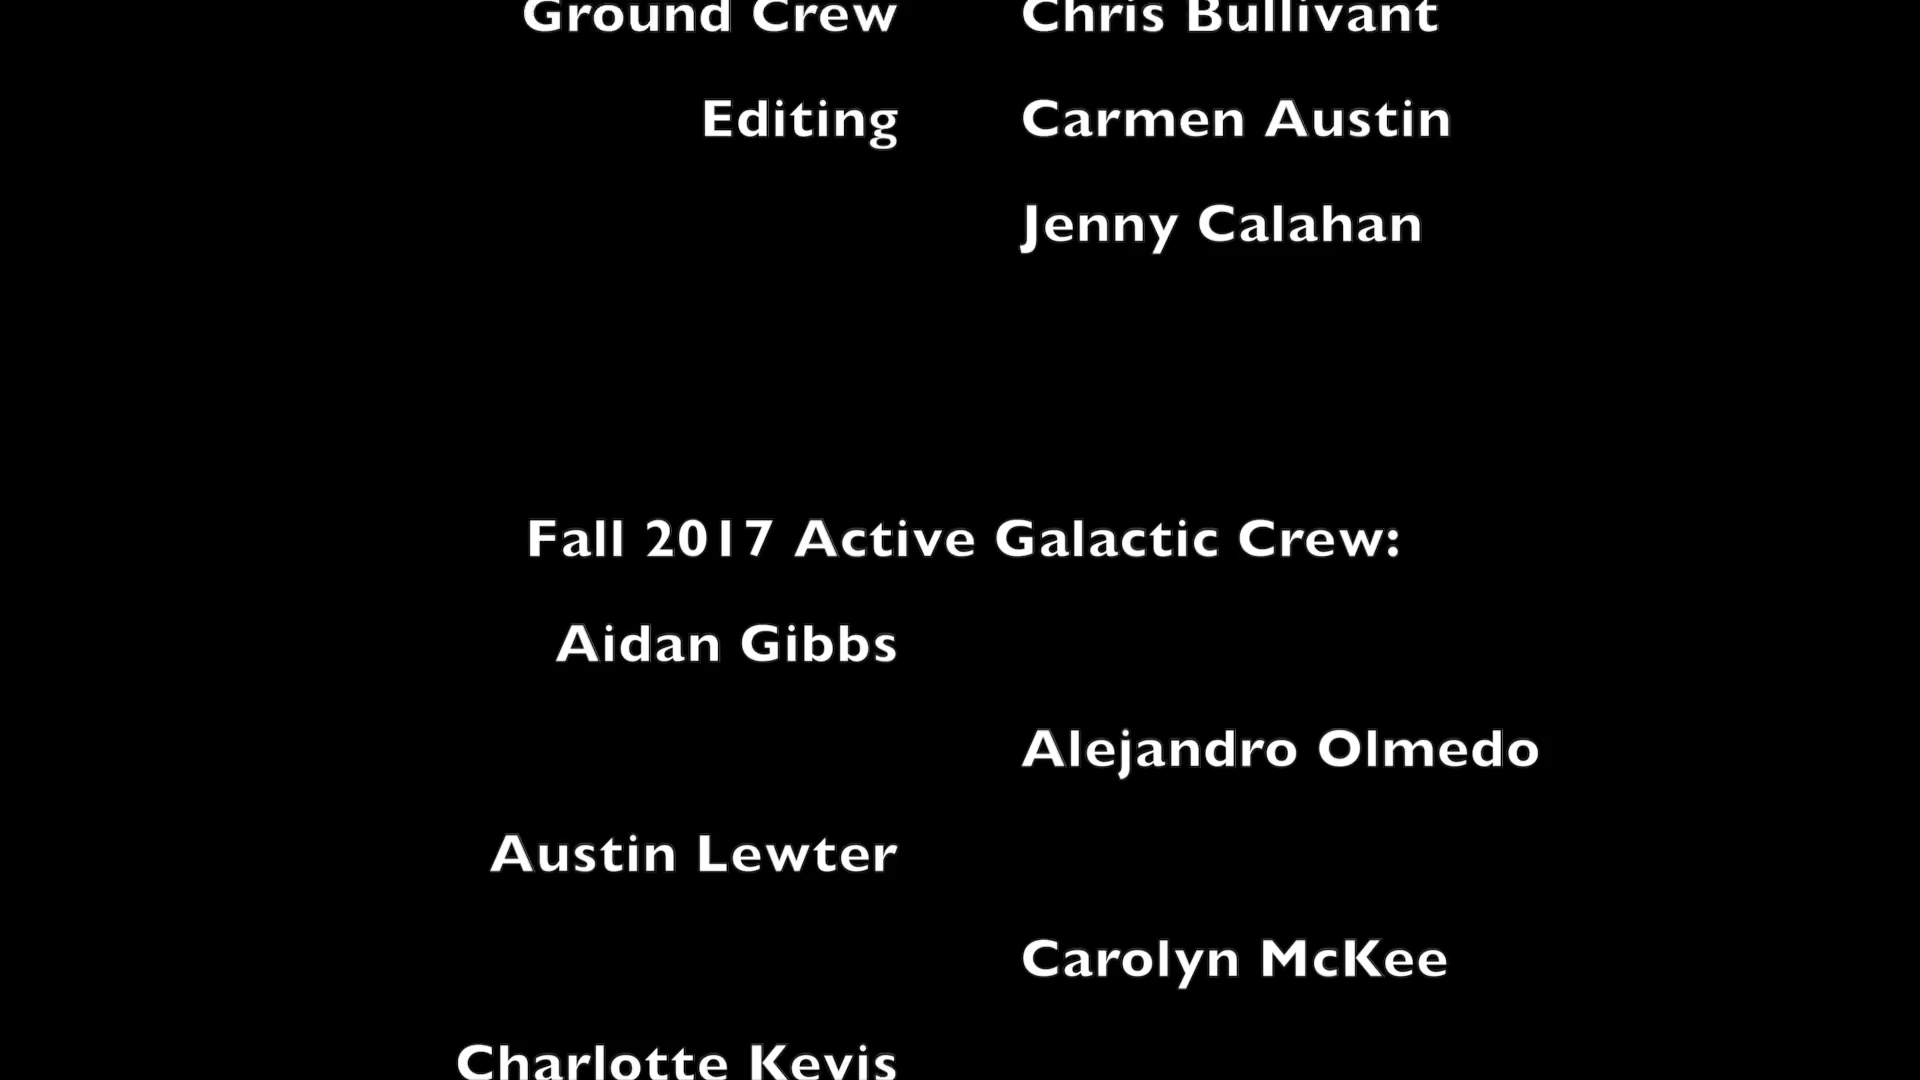 Ground Crew Chris Bullivant
Editing Carmen Austin
Jenny Calahan
Fall 2017 Active Galactic Crew:
Aidan Gibbs
Alejandro Olmedo
Austin Lewter
Carolyn McKee
Charlotte Kevis